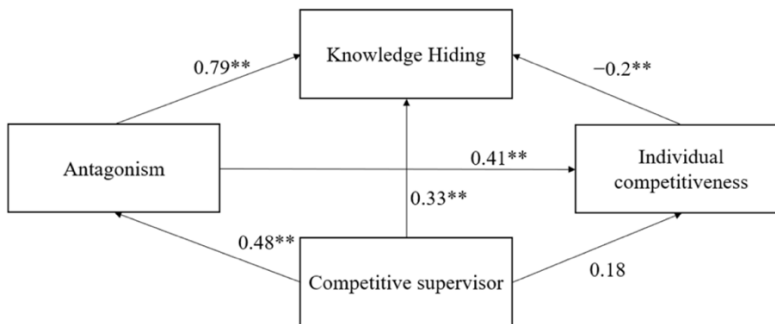 Knowledge Hiding
0.79**
−0.2**
Antagonism
0.41**
Individual
competitiveness
0.33**
0.48**
Competitive supervisor
0.18